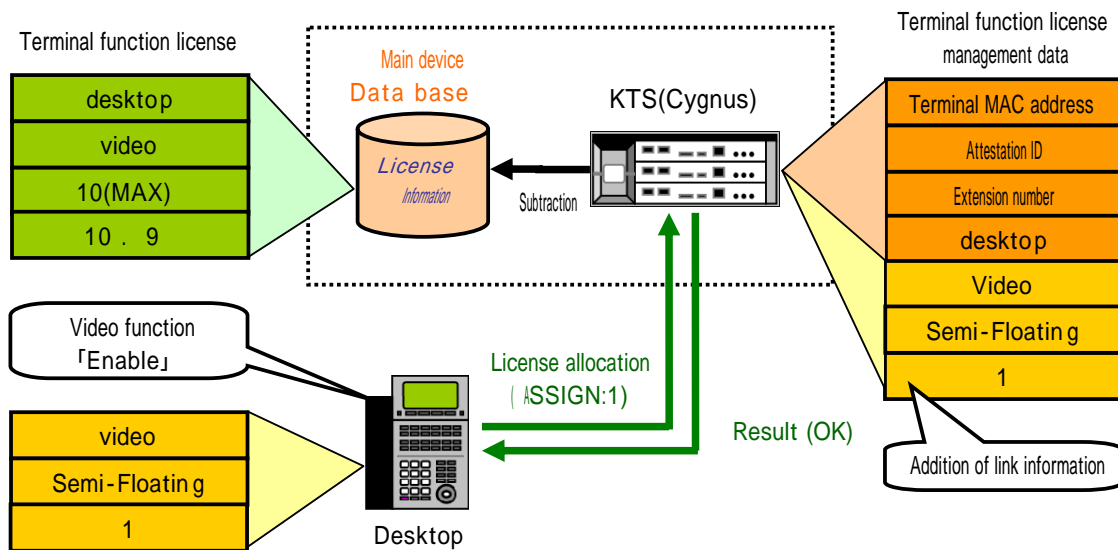 Terminal function license
desktop
video
10(MAX)
10 . 9
Main device
Data base
License
Information
Subtraction
KTS(Cygnus)
Terminal function license
management data
Terminal MAC address
Attestation ID
Extension number
desktop
Video
Semi-Floating
1
Video function
「Enable」
License allocation
( ASSIGN:1)
Result (OK)
Addition of link information
video
Semi-Floating
1
Desktop